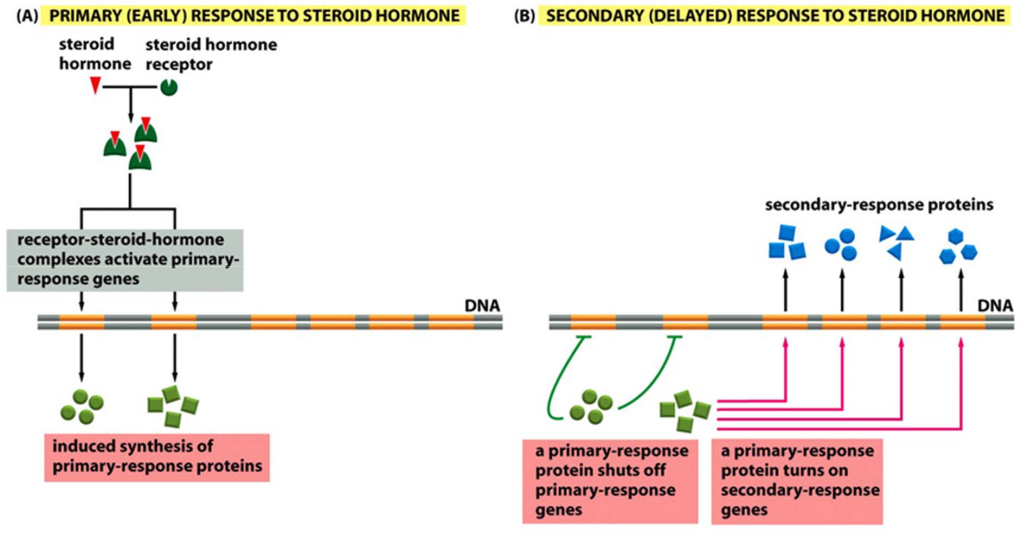 (A) PRIMARY (EARLY) RESPONSE TO STEROID HORMONE
steroid
hormone
steroid hormone
receptor
receptor-steroid-hormone
complexes activate primary-
response genes
DNA
induced synthesis of
primary-response proteins
(B) SECONDARY (DELAYED) RESPONSE TO STEROID HORMONE
secondary-response proteins
DNA
a primary-response
protein shuts off
primary-response
genes
a primary-response
protein turns on
secondary-response
genes